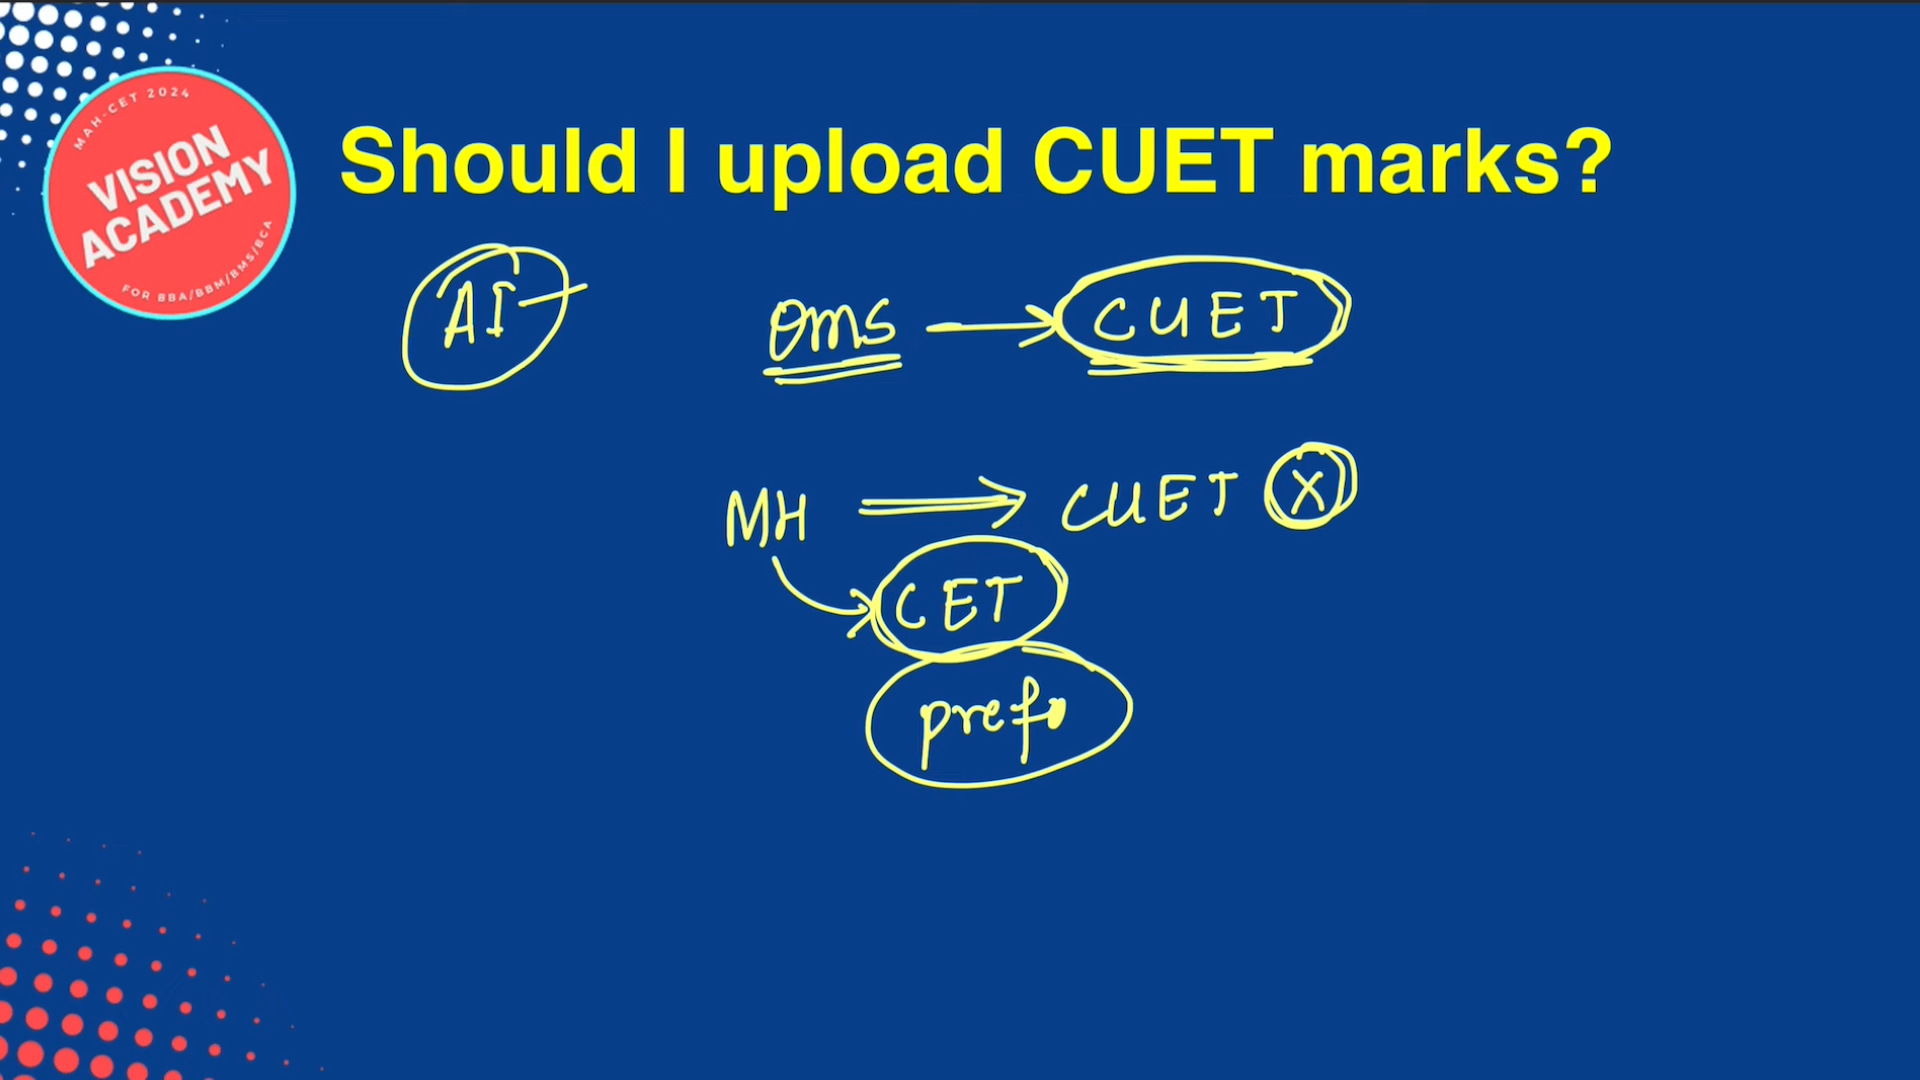 MAH-CET 2024
VISION
ACADEMY
FOR BBA/BBM/BMS/BCA
Should I upload CUET marks?
AI
OMS → CUET
MH ⇒ CUET X
CET
pref.